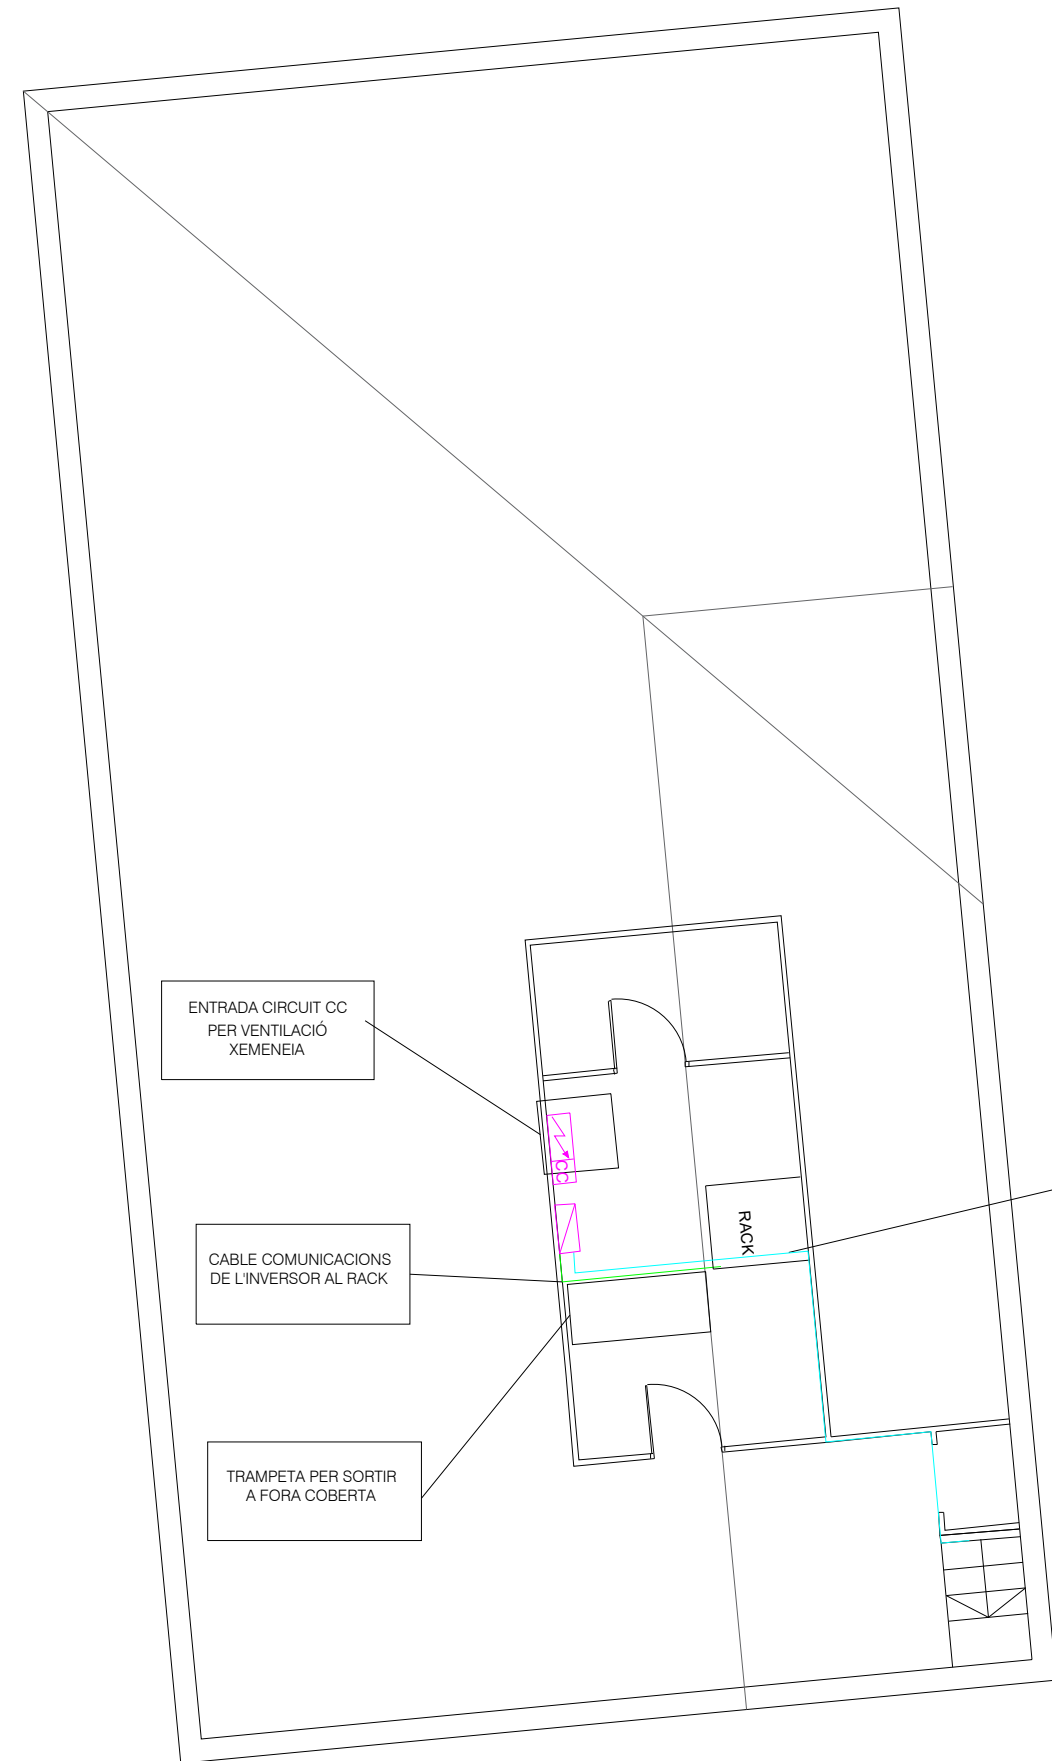 ENTRADA CIRCUIT CC
PER VENTILACIÓ
XEMENEIA
CC
RACK
CABLE COMUNICACIONS
DE L'INVERSOR AL RACK
TRAMPETA PER SORTIR
A FORA COBERTA